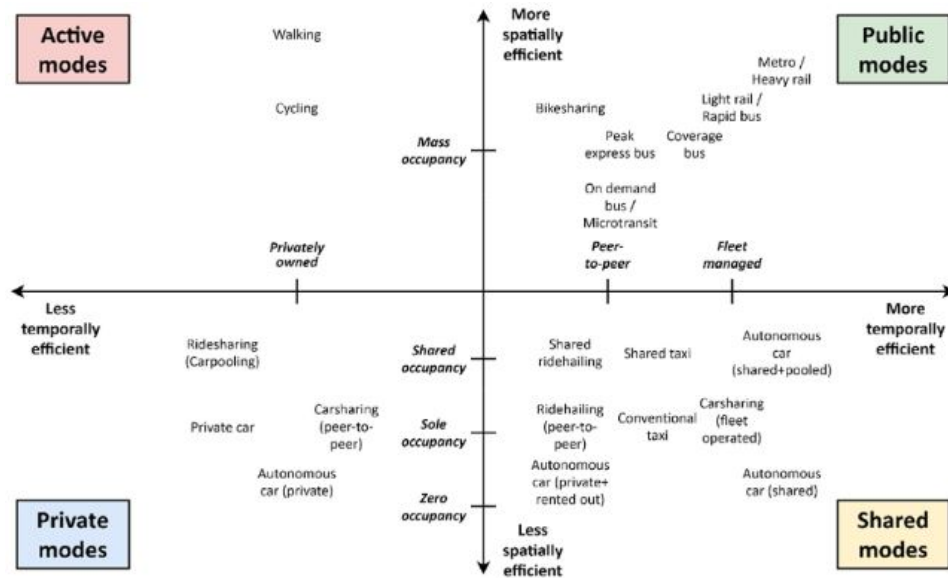 Active
modes
Walking
More
spatially
efficient
Public
modes
Metro /
Heavy rail
Cycling
Bikesharing
Light rail /
Rapid bus
Mass
occupancy
Peak
express bus
Coverage
bus
On demand
bus /
Microtransit
Privately
owned
Peer-
to-peer
Fleet
managed
Less
temporally
efficient
More
temporally
efficient
Ridesharing
(Carpooling)
Shared
occupancy
Shared
ridehailing
Shared taxi
Autonomous
car
(shared+pooled)
Private car
Carsharing
(peer-to-
peer)
Sole
occupancy
Ridehailing
(peer-to-
peer)
Conventional
taxi
Carsharing
(fleet
operated)
Autonomous
car (private)
Autonomous
car (private+
rented out)
Autonomous
car (shared)
Zero
occupancy
Private
modes
Less
spatially
efficient
Shared
modes